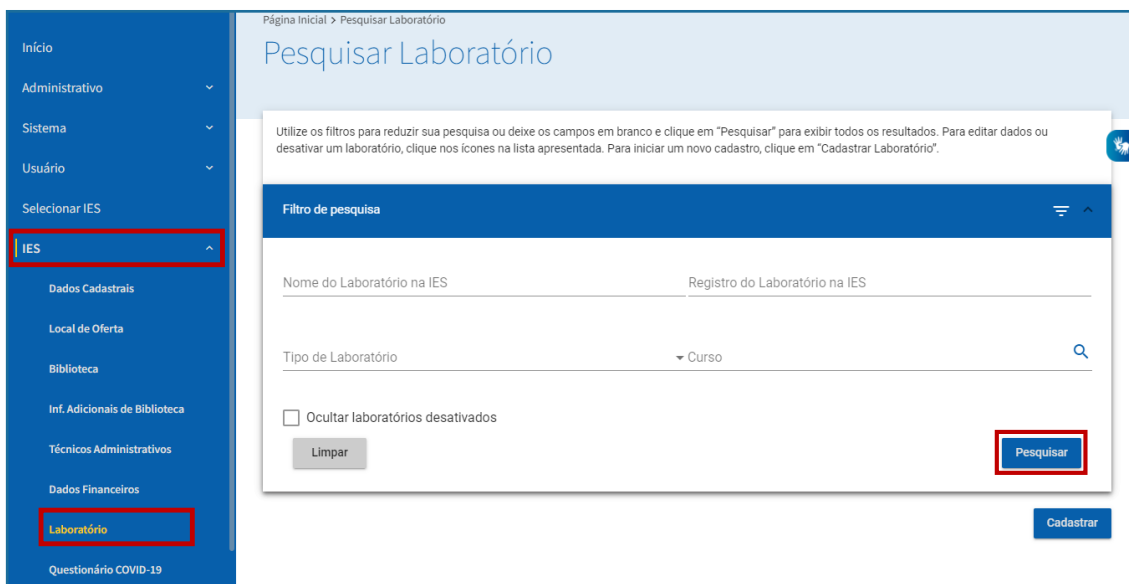 Página Inicial > Pesquisar Laboratório
Pesquisar Laboratório
Início
Administrativo
Sistema
Usuário
Selecionar IES
IES
Dados Cadastrais
Local de Oferta
Biblioteca
Inf. Adicionais de Biblioteca
Técnicos Administrativos
Dados Financeiros
Laboratório
Questionário COVID-19
Utilize os filtros para reduzir sua pesquisa ou deixe os campos em branco e clique em "Pesquisar" para exibir todos os resultados. Para editar dados ou
desativar um laboratório, clique nos ícones na lista apresentada. Para iniciar um novo cadastro, clique em "Cadastrar Laboratório".
Filtro de pesquisa
Nome do Laboratório na IES
Registro do Laboratório na IES
Tipo de Laboratório
Curso
Ocultar laboratórios desativados
Limpar
Pesquisar
Cadastrar